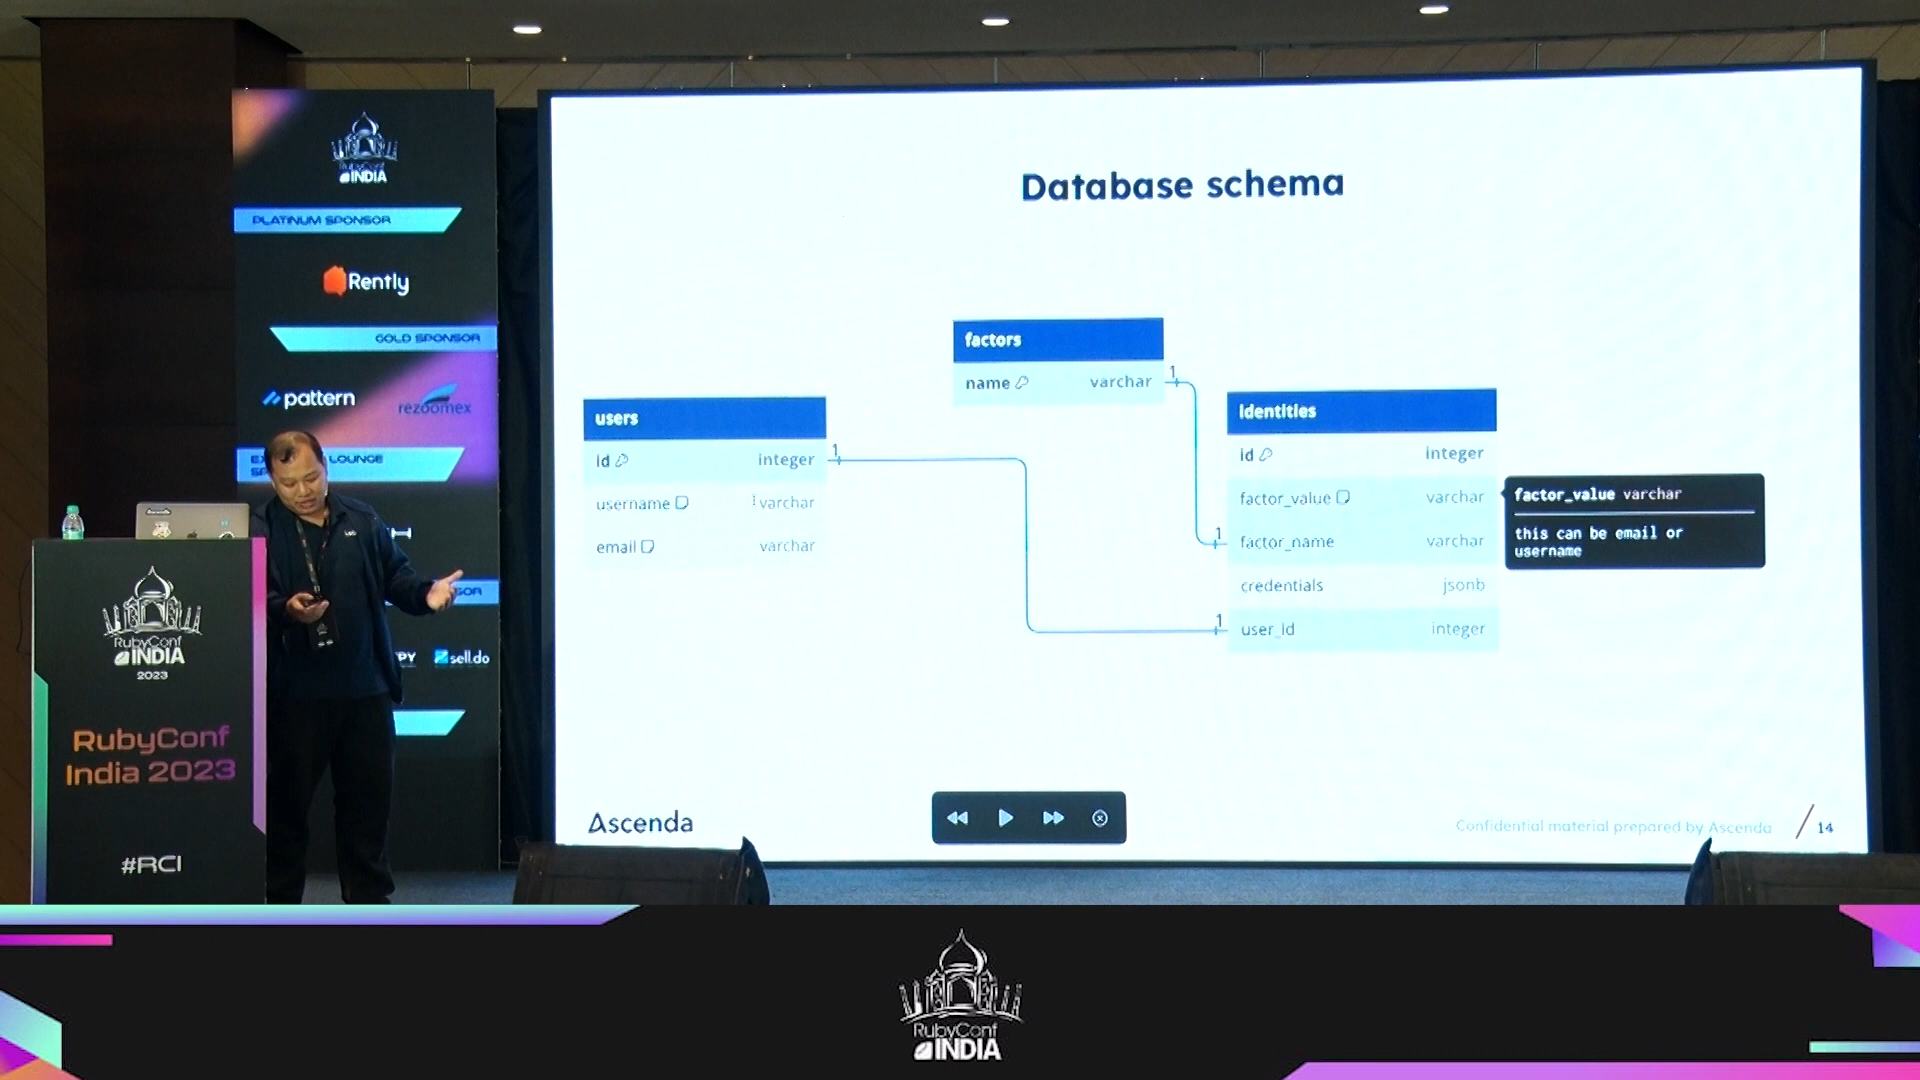 RubyConf
INDIA
PLATINUM SPONSOR
Rently
GOLD SPONSOR
pattern
rezoomex
LOUNGE
sell.do
RubyConf
INDIA
2023
RubyConf
India 2023
#RCI
Database schema
factors
name varchar
users
id integer
username varchar
email varchar
identities
id integer
factor_value varchar
factor_name varchar
credentials jsonb
user_id integer
1
1
1
1
factor_value varchar
this can be email or
username
Ascenda
Confidential material prepared by Ascenda
14
RubyConf
INDIA